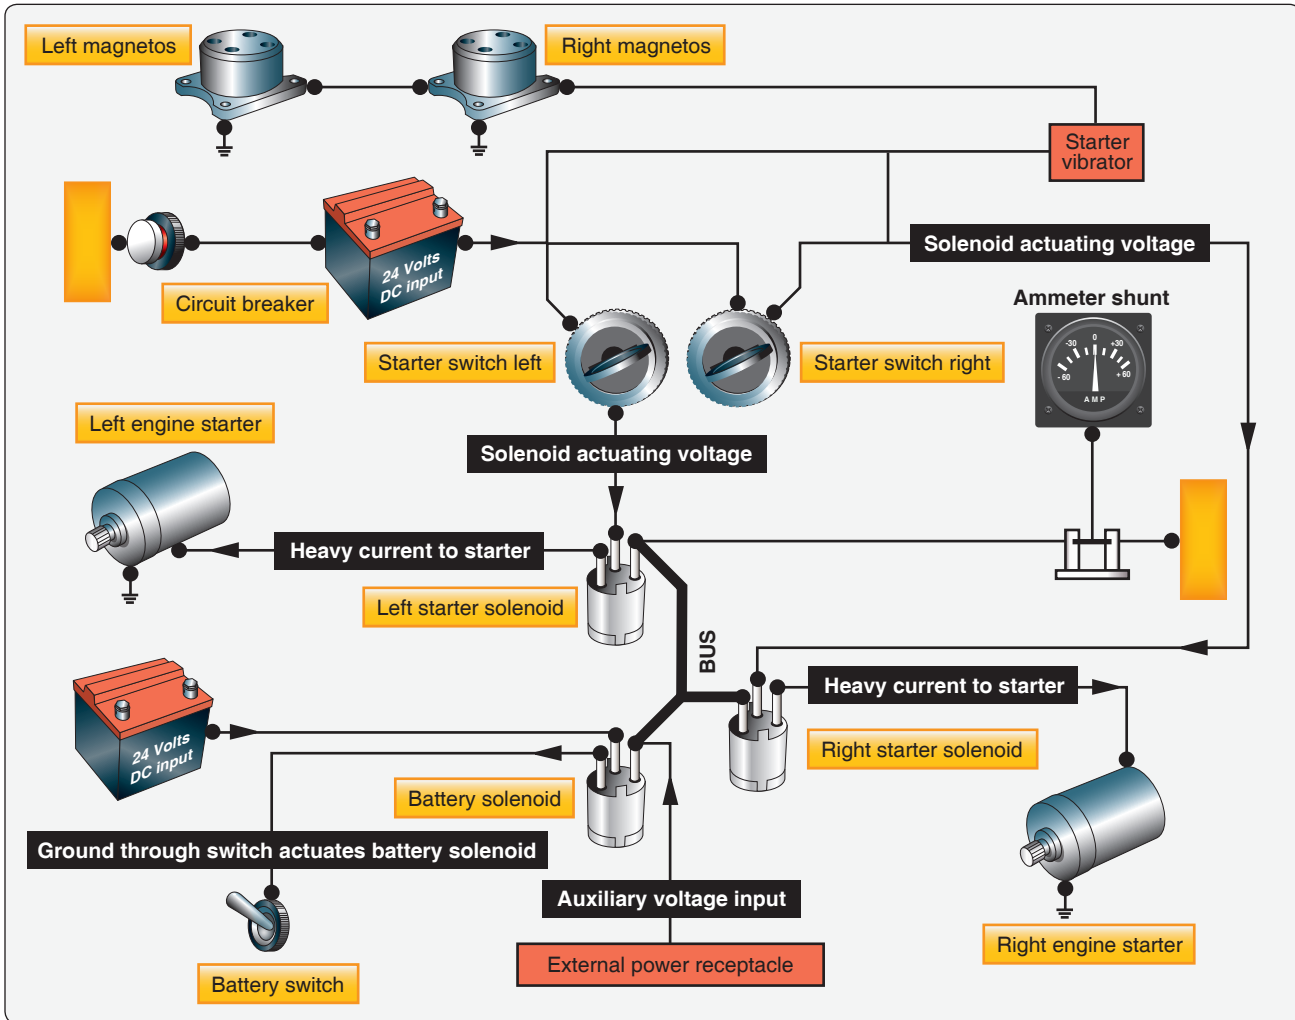 Left magnetos
Right magnetos
Starter
vibrator
24 Volts
DC input
Solenoid actuating voltage
Circuit breaker
Ammeter shunt
-60
-30
0
+30
+60
AMP
Starter switch left
Starter switch right
Left engine starter
Solenoid actuating voltage
Heavy current to starter
Left starter solenoid
BUS
Heavy current to starter
24 Volts
DC input
Right starter solenoid
Battery solenoid
Ground through switch actuates battery solenoid
Auxiliary voltage input
Right engine starter
External power receptacle
Battery switch